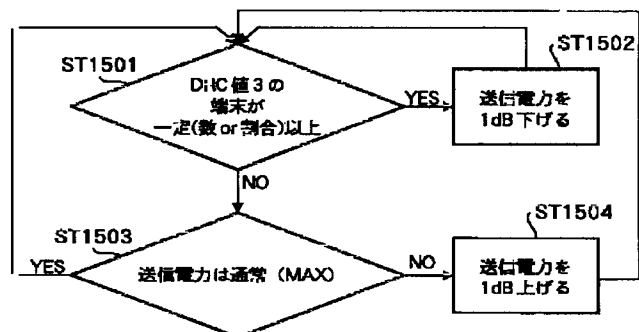 ST1501
DHC 値 3 の
端末が
一定(数 or 割合)以上
YES
ST1502
送信電力を
1dB 下げる
NO
ST1503
送信電力は通常（MAX）
YES
NO
ST1504
送信電力を
1dB 上げる